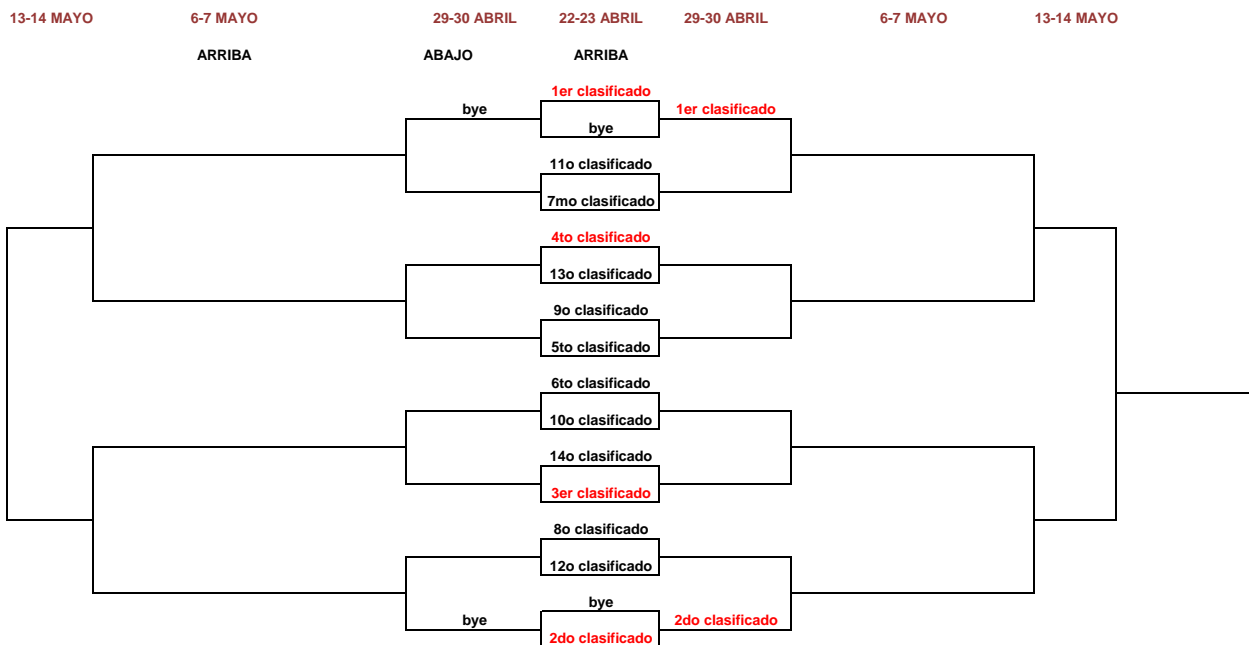 13-14 MAYO 6-7 MAYO 29-30 ABRIL 22-23 ABRIL 29-30 ABRIL 6-7 MAYO 13-14 MAYO
ARRIBA ABAJO ARRIBA
1er clasificado
bye 1er clasificado
bye
11o clasificado
7mo clasificado
4to clasificado
13o clasificado
9o clasificado
5to clasificado
6to clasificado
10o clasificado
14o clasificado
3er clasificado
8o clasificado
12o clasificado
bye
bye 2do clasificado
2do clasificado